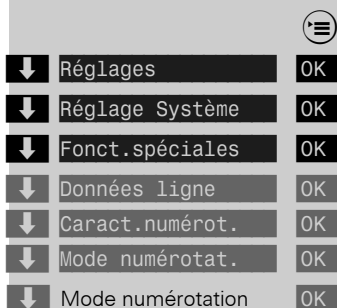 Réglages OK
Réglage Système OK
Fonct.spéciales OK
Données ligne OK
Caract.numérot. OK
Mode numérotat. OK
Mode numérotation OK